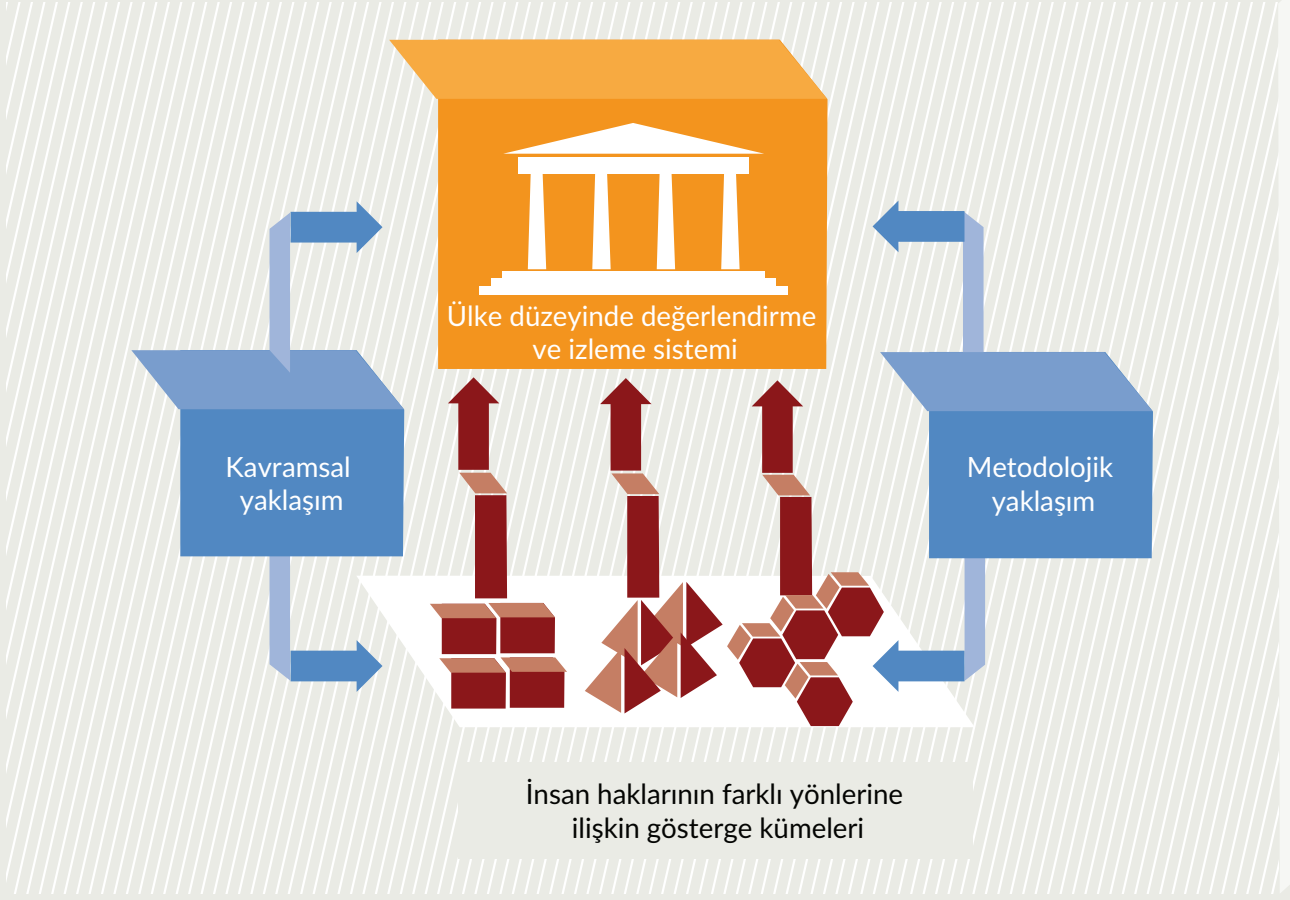 Ülke düzeyinde değerlendirme
ve izleme sistemi
Kavramsal
yaklaşım
Metodolojik
yaklaşım
İnsan haklarının farklı yönlerine
ilişkin gösterge kümeleri